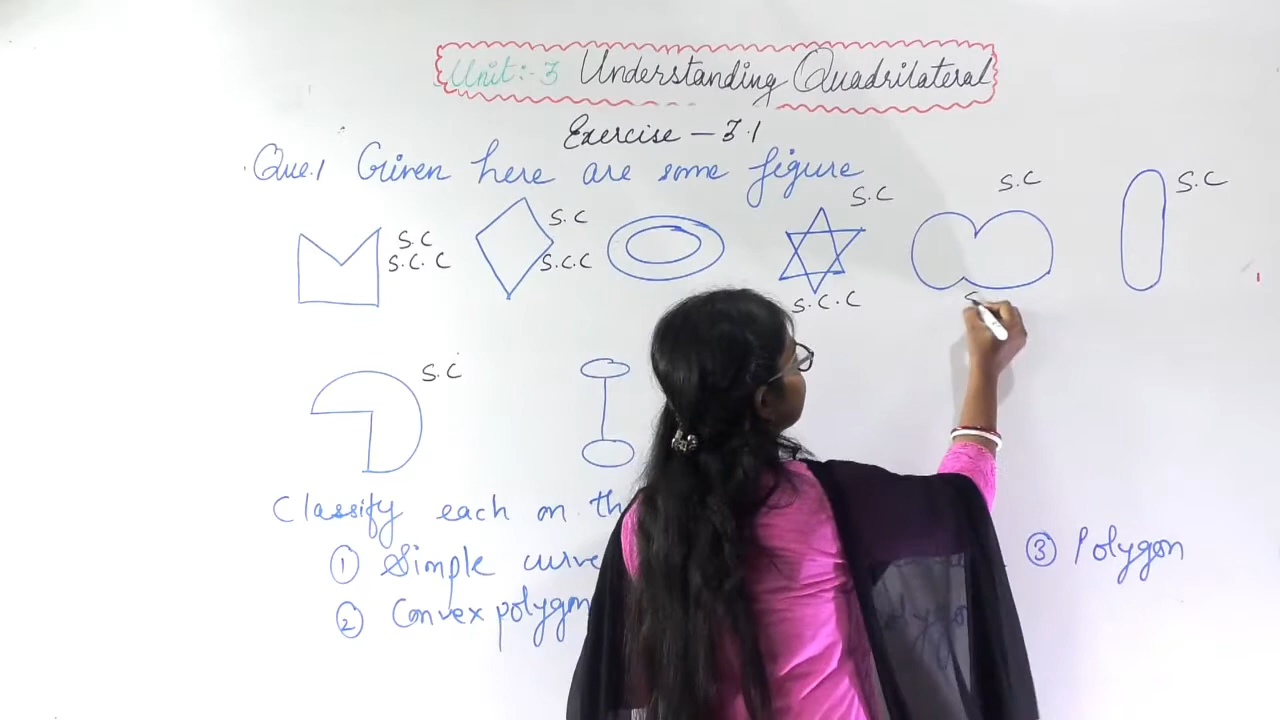 Unit:- 3 Understanding Quadrilateral
Exercise - 3.1
Que.1 Given here are some figure
S.C
S.C.C
S.C
S.C.C
S.C
S.C.C
S.C
S
S.C
S.C
Classify each on th
① Simple curve
③ Polygon
② Convex polygon